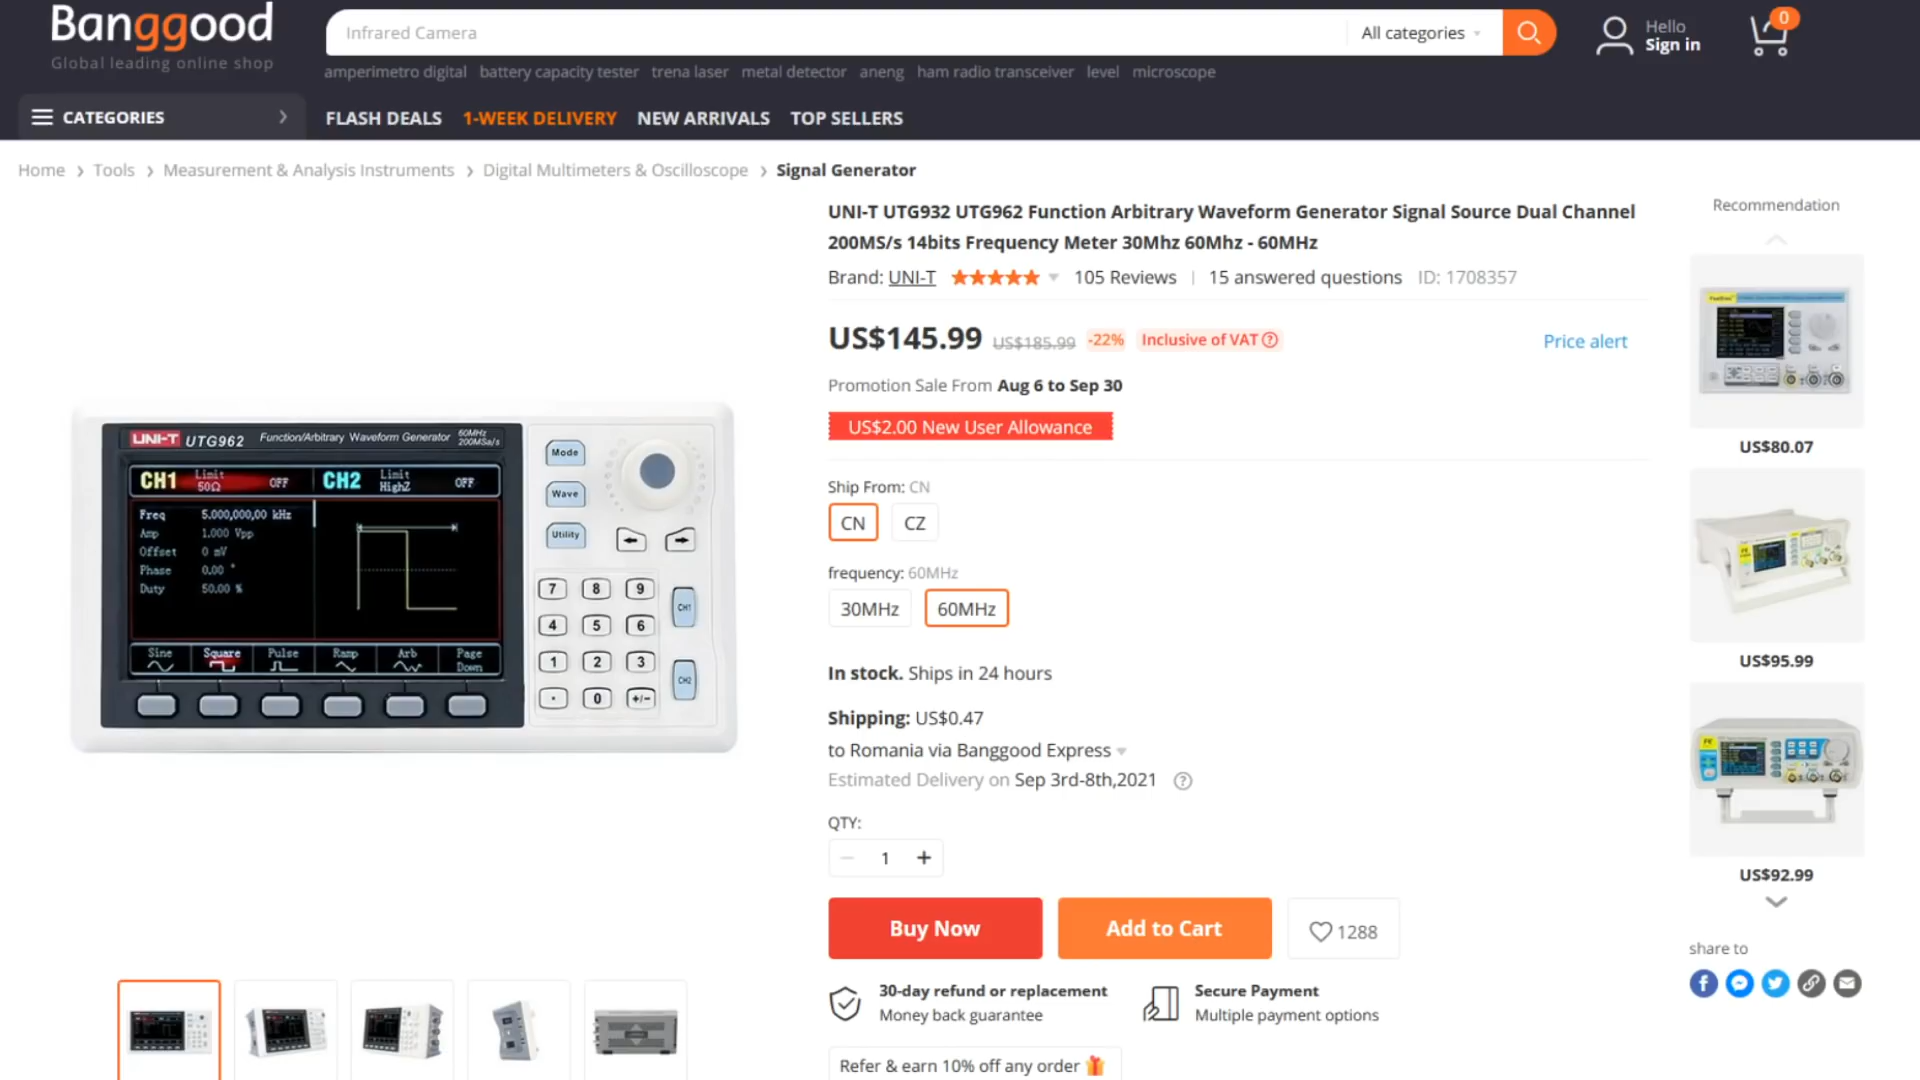 Banggood
Global leading online shop
Infrared Camera
All categories
Hello
Sign in
0
amperimetro digital battery capacity tester trena laser metal detector aneng ham radio transceiver level microscope
CATEGORIES
FLASH DEALS 1-WEEK DELIVERY NEW ARRIVALS TOP SELLERS
Home > Tools > Measurement & Analysis Instruments > Digital Multimeters & Oscilloscope > Signal Generator
UNI-T UTG932 UTG962 Function Arbitrary Waveform Generator Signal Source Dual Channel
200MS/s 14bits Frequency Meter 30Mhz 60Mhz - 60MHz
Brand: UNI-T 105 Reviews | 15 answered questions ID: 1708357
US$145.99 US$185.99 -22% Inclusive of VAT
Price alert
Promotion Sale From Aug 6 to Sep 30
US$2.00 New User Allowance
Ship From: CN
CN CZ
frequency: 60MHz
30MHz 60MHz
In stock. Ships in 24 hours
Shipping: US$0.47
to Romania via Banggood Express
Estimated Delivery on Sep 3rd-8th,2021 ?
QTY:
1 +
Buy Now Add to Cart 1288
30-day refund or replacement
Money back guarantee
Secure Payment
Multiple payment options
Refer & earn 10% off any order
UNI-T UTG962 Function/Arbitrary Waveform Generator 60MHz
200MSa/s
CH1 Limit
50Ω OFF
CH2 Limit
HighZ OFF
Freq 5.000,000,00 kHz
Amp 1.000 Vpp
Offset 0 mV
Phase 0.00 °
Duty 50.00 %
Sine Square Pulse Ramp Arb Page
Down
Mode
Wave
Utility
7 8 9
4 5 6
1 2 3
. 0 +/-
CH1
CH2
Recommendation
US$80.07
US$95.99
US$92.99
share to